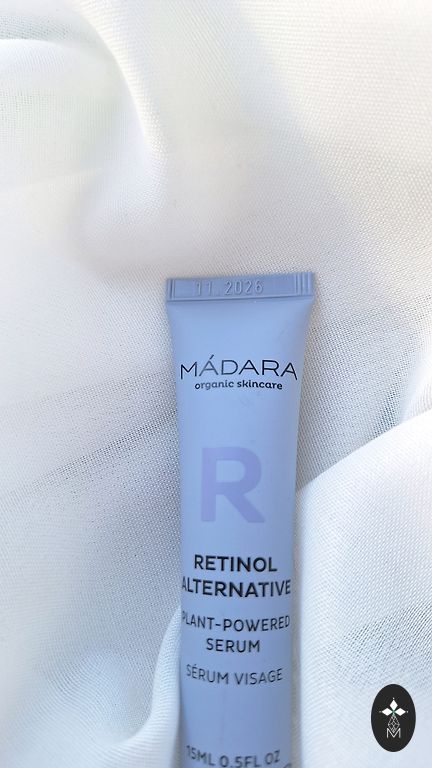 11.2026
MÁDARA
organic skincare
R
RETINOL
ALTERNATIVE
PLANT-POWERED
SERUM
SÉRUM VISAGE
15ML 0.5FL OZ
M